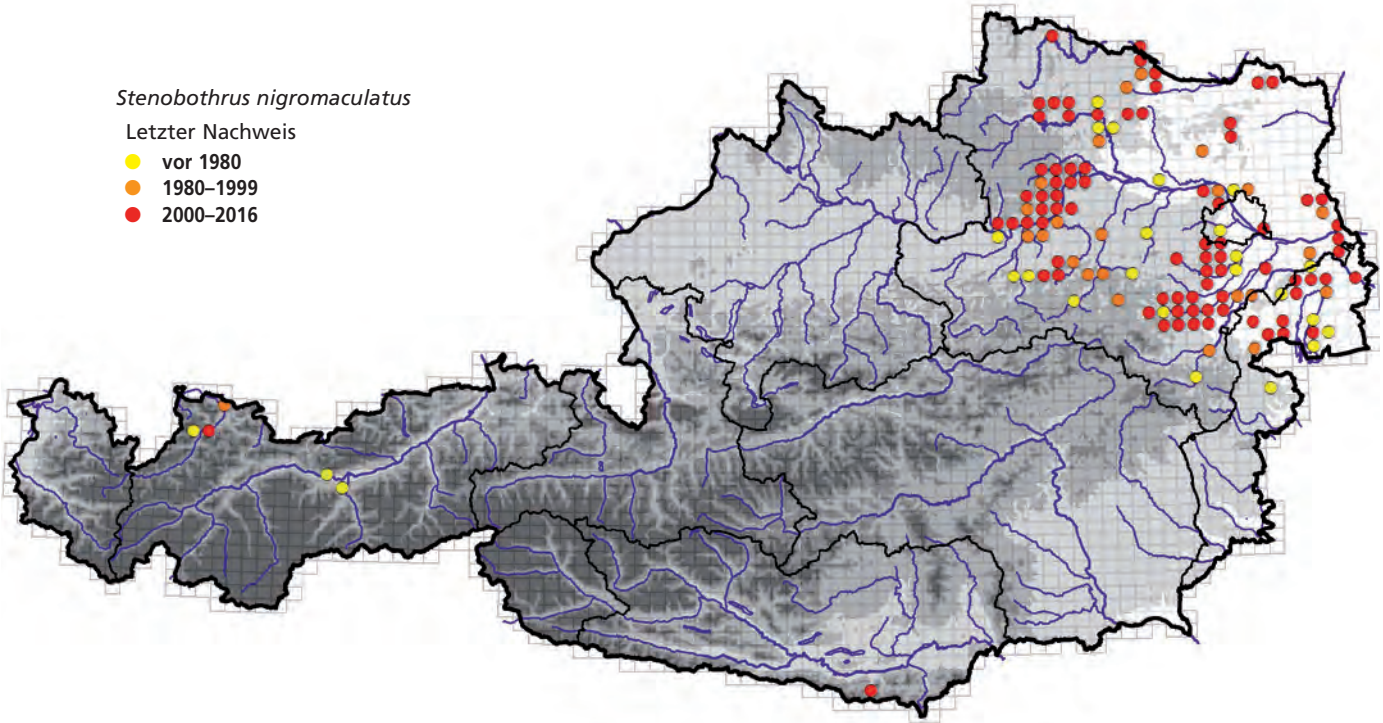 Stenobothrus nigromaculatus
Letzter Nachweis
vor 1980
1980–1999
2000–2016